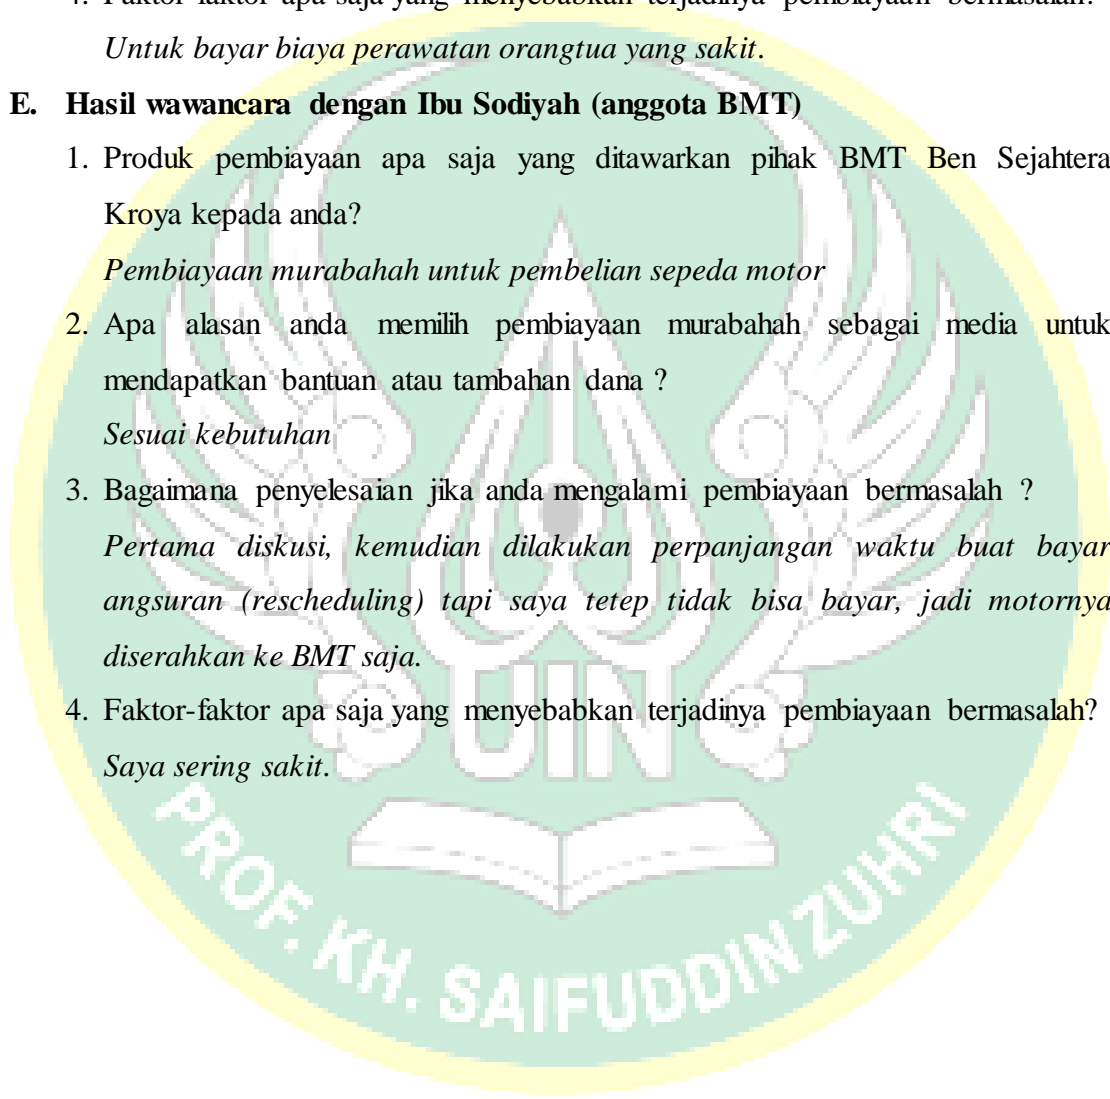 4. Faktor-faktor apa saja yang menyebabkan terjadinya pembiayaan bermasalah?
Untuk bayar biaya perawatan orangtua yang sakit.
E. Hasil wawancara dengan Ibu Sodiyah (anggota BMT)
1. Produk pembiayaan apa saja yang ditawarkan pihak BMT Ben Sejahtera
Kroya kepada anda?
Pembiayaan murabahah untuk pembelian sepeda motor
2. Apa alasan anda memilih pembiayaan murabahah sebagai media untuk
mendapatkan bantuan atau tambahan dana ?
Sesuai kebutuhan
3. Bagaimana penyelesaian jika anda mengalami pembiayaan bermasalah ?
Pertama diskusi, kemudian dilakukan perpanjangan waktu buat bayar
angsuran (rescheduling) tapi saya tetep tidak bisa bayar, jadi motornya
diserahkan ke BMT saja.
4. Faktor-faktor apa saja yang menyebabkan terjadinya pembiayaan bermasalah?
Saya sering sakit.
UIN
PROF. KH. SAIFUDDIN ZUHRI